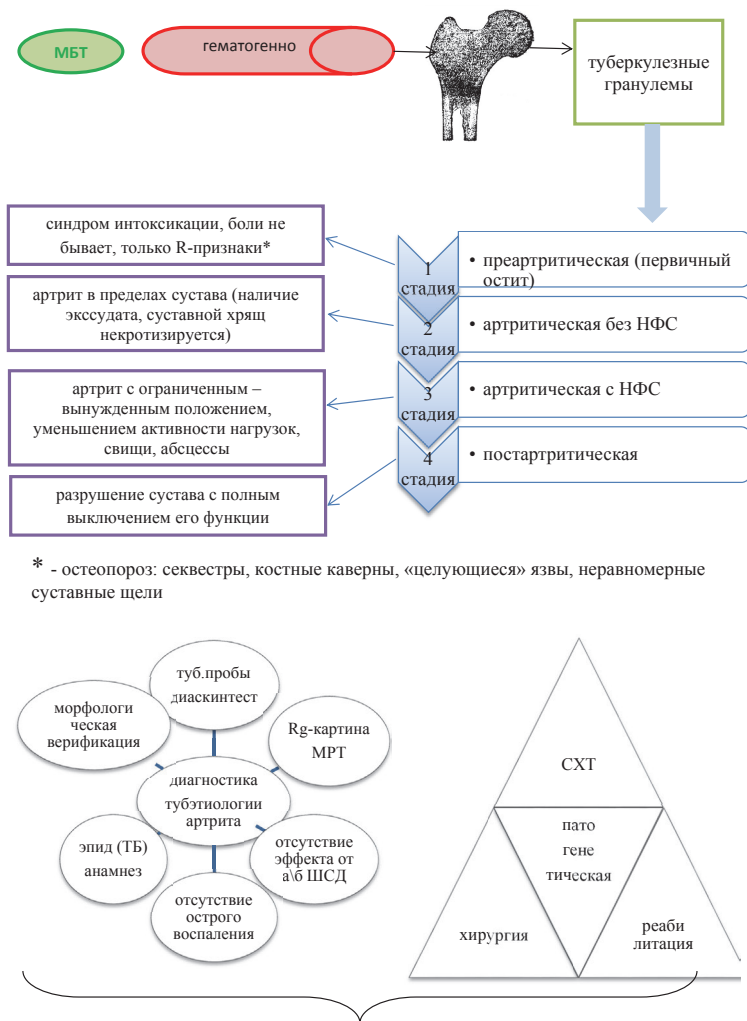 МБТ
гематогенно
туберкулезные
гранулемы
синдром интоксикации, боли не
бывает, только R-признаки*
1
стадия
• преартритическая (первичный
остит)
артрит в пределах сустава (наличие
экссудата, суставной хрящ
некротизируется)
2
стадия
• артритическая без НФС
артрит с ограниченным –
вынужденным положением,
уменьшением активности нагрузок,
свищи, абсцессы
3
стадия
• артритическая с НФС
разрушение сустава с полным
выключением его функции
4
стадия
• постартритическая
* - остеопороз: секвестры, костные каверны, «целующиеся» язвы, неравномерные
суставные щели
туб.пробы
диаскинтест
морфологи
ческая
верификация
Rg-картина
МРТ
диагностика
тубэтиологии
артрита
эпид (ТБ)
анамнез
отсутствие
эффекта от
а\б ШСД
отсутствие
острого
воспаления
СХТ
пато
гене
тическая
хирургия
реаби
литация